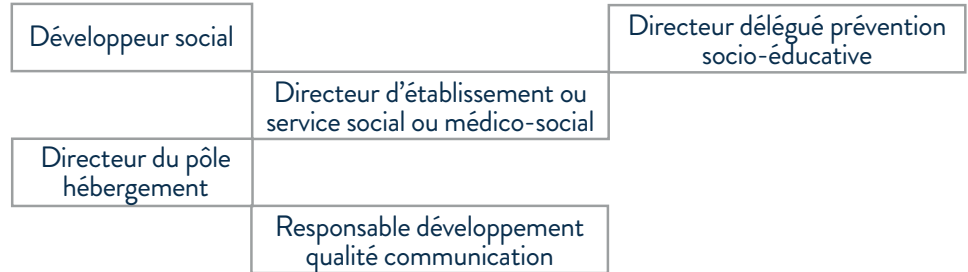 Développeur social
Directeur délégué prévention
socio-éducative
Directeur d'établissement ou
service social ou médico-social
Directeur du pôle
hébergement
Responsable développement
qualité communication